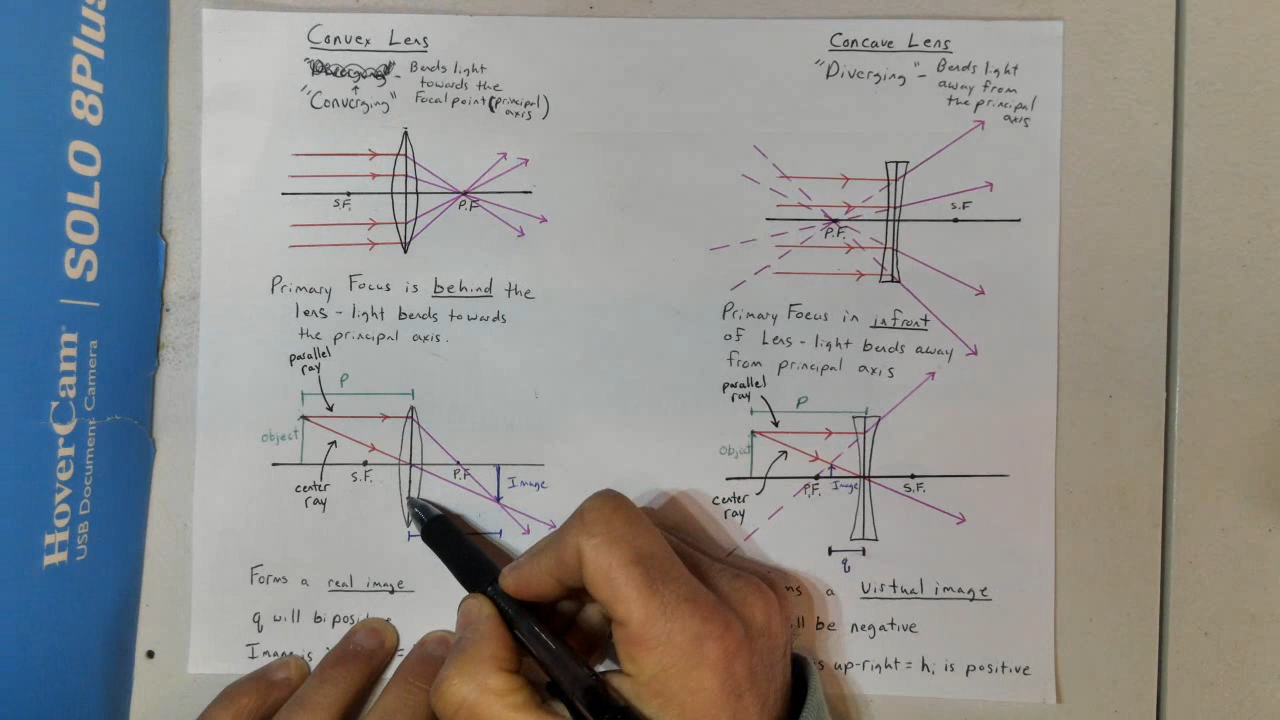 HoverCam | SOLO 8Plus
USB Document Camera
Convex Lens
"Converging" - Bends light
towards the
Focal point (principal
axis)
S.F.
P.F
Primary Focus is behind the
lens - light bends towards
the principal axis.
parallel
ray
P
object
center
ray
S.F.
P.F.
Image
Forms a real image
q will bi
Image is
Concave Lens
"Diverging" - Bends light
away from
the principal
axis
P.F.
S.F
Primary Focus in infront
of Lens - light bends away
from principal axis
parallel
ray
P
Object
center
ray
P.F.
Image
S.F.
q
a virtual image
be negative
up-right = hi is positive